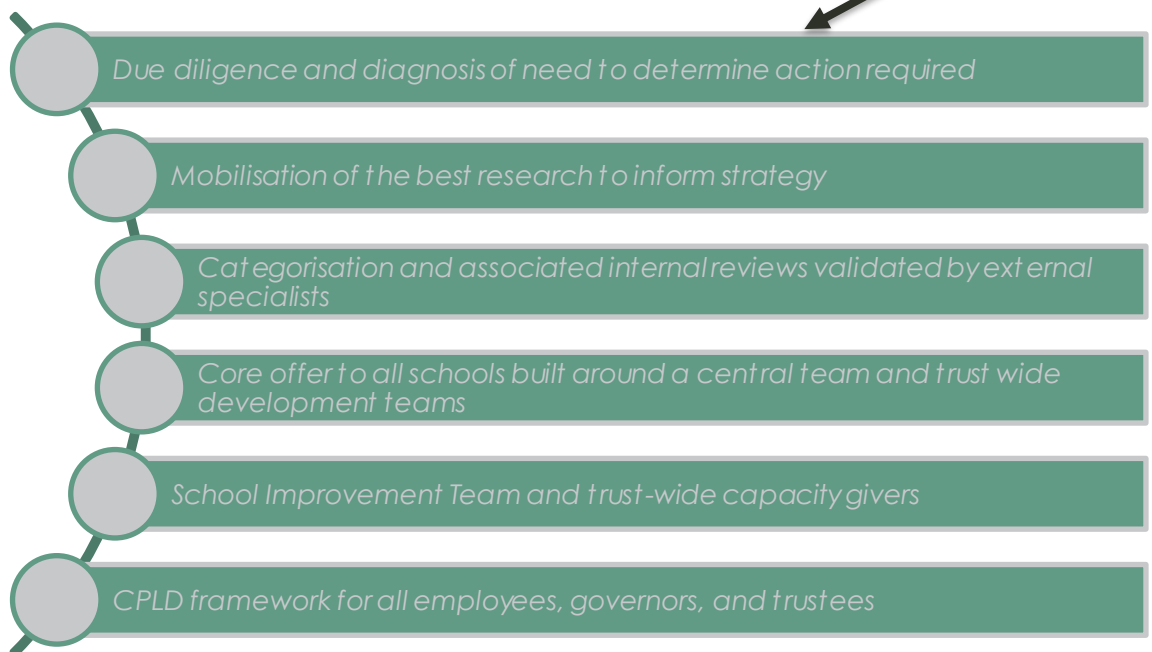 Due diligence and diagnosis of need to determine action required
Mobilisation of the best research to inform strategy
Categorisation and associated internal reviews validated by external
specialists
Core offer to all schools built around a central team and trust wide
development teams
School Improvement Team and trust-wide capacity givers
CPLD framework for all employees, governors, and trustees